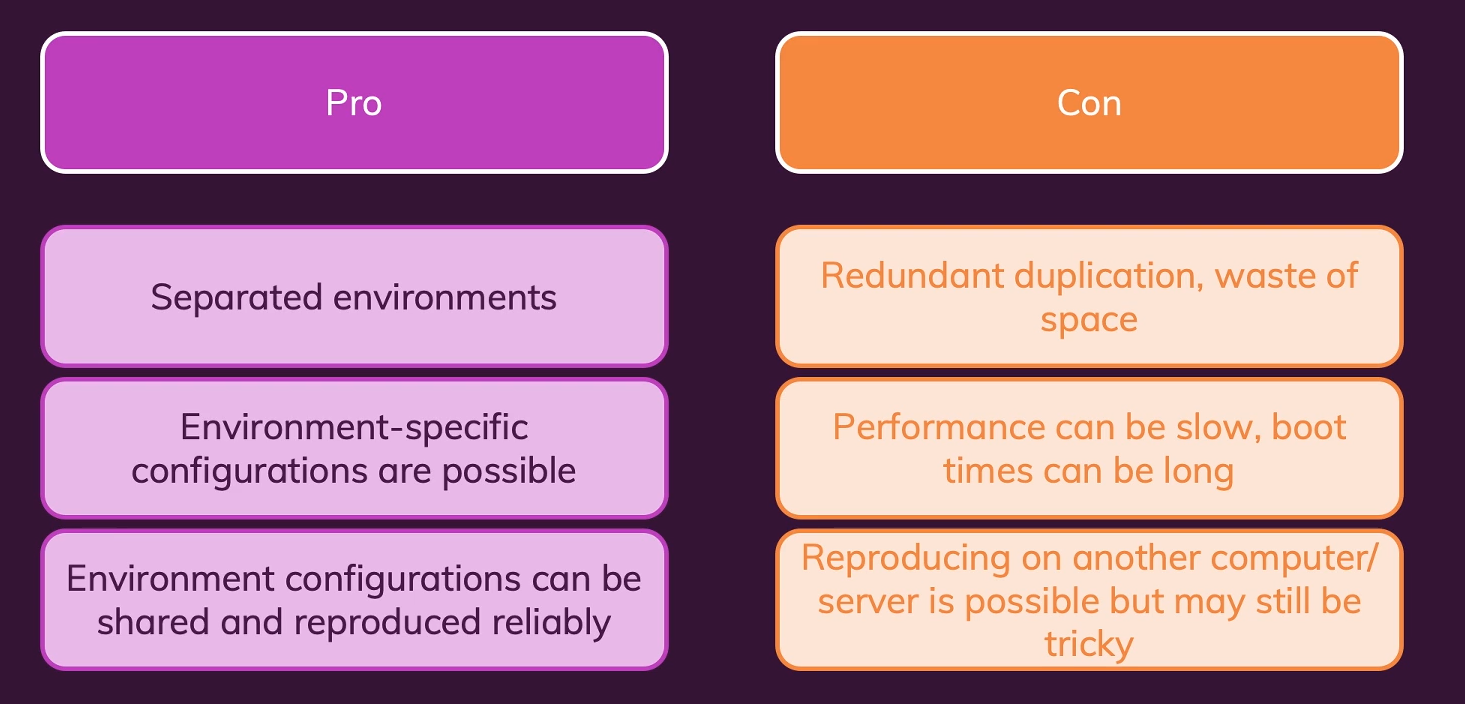 Pro
Con
Separated environments
Redundant duplication, waste of
space
Environment-specific
configurations are possible
Performance can be slow, boot
times can be long
Environment configurations can be
shared and reproduced reliably
Reproducing on another computer/
server is possible but may still be
tricky